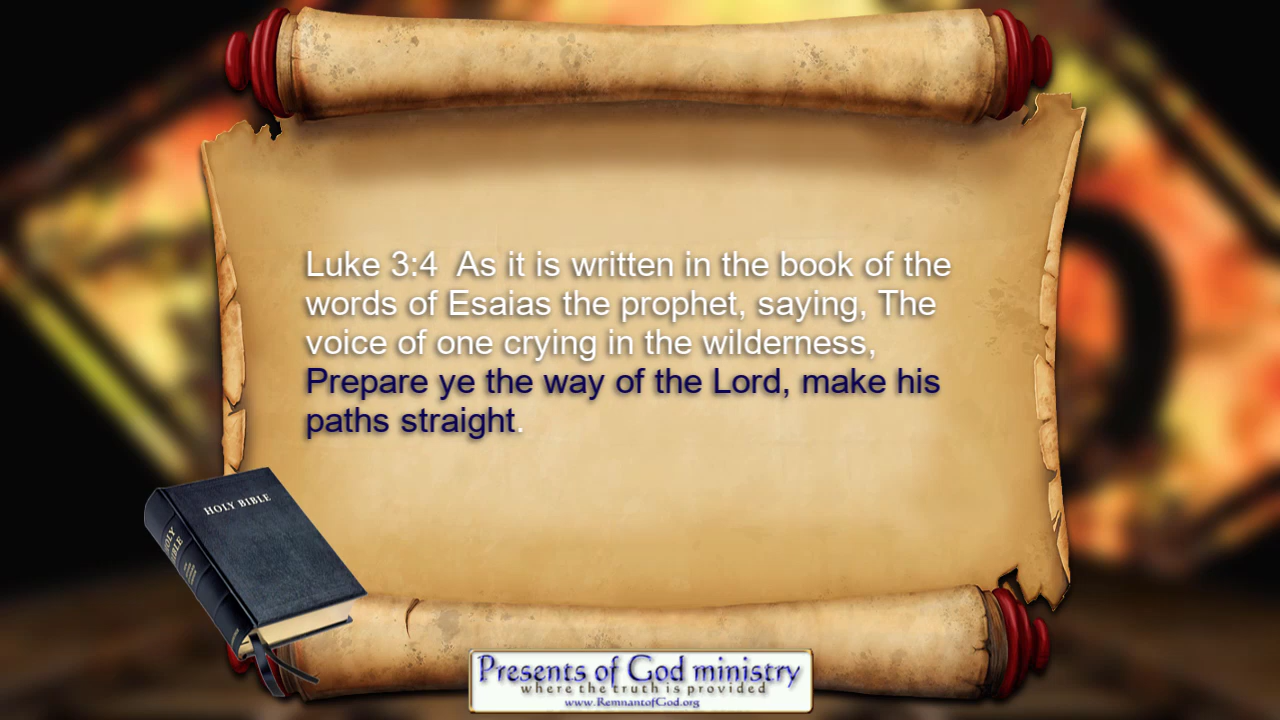 Luke 3:4  As it is written in the book of the
words of Esaias the prophet, saying, The
voice of one crying in the wilderness,
Prepare ye the way of the Lord, make his
paths straight.
HOLY BIBLE
HOLY
BIBLE
Presents of God ministry
where the truth is provided
www.RemnantofGod.org